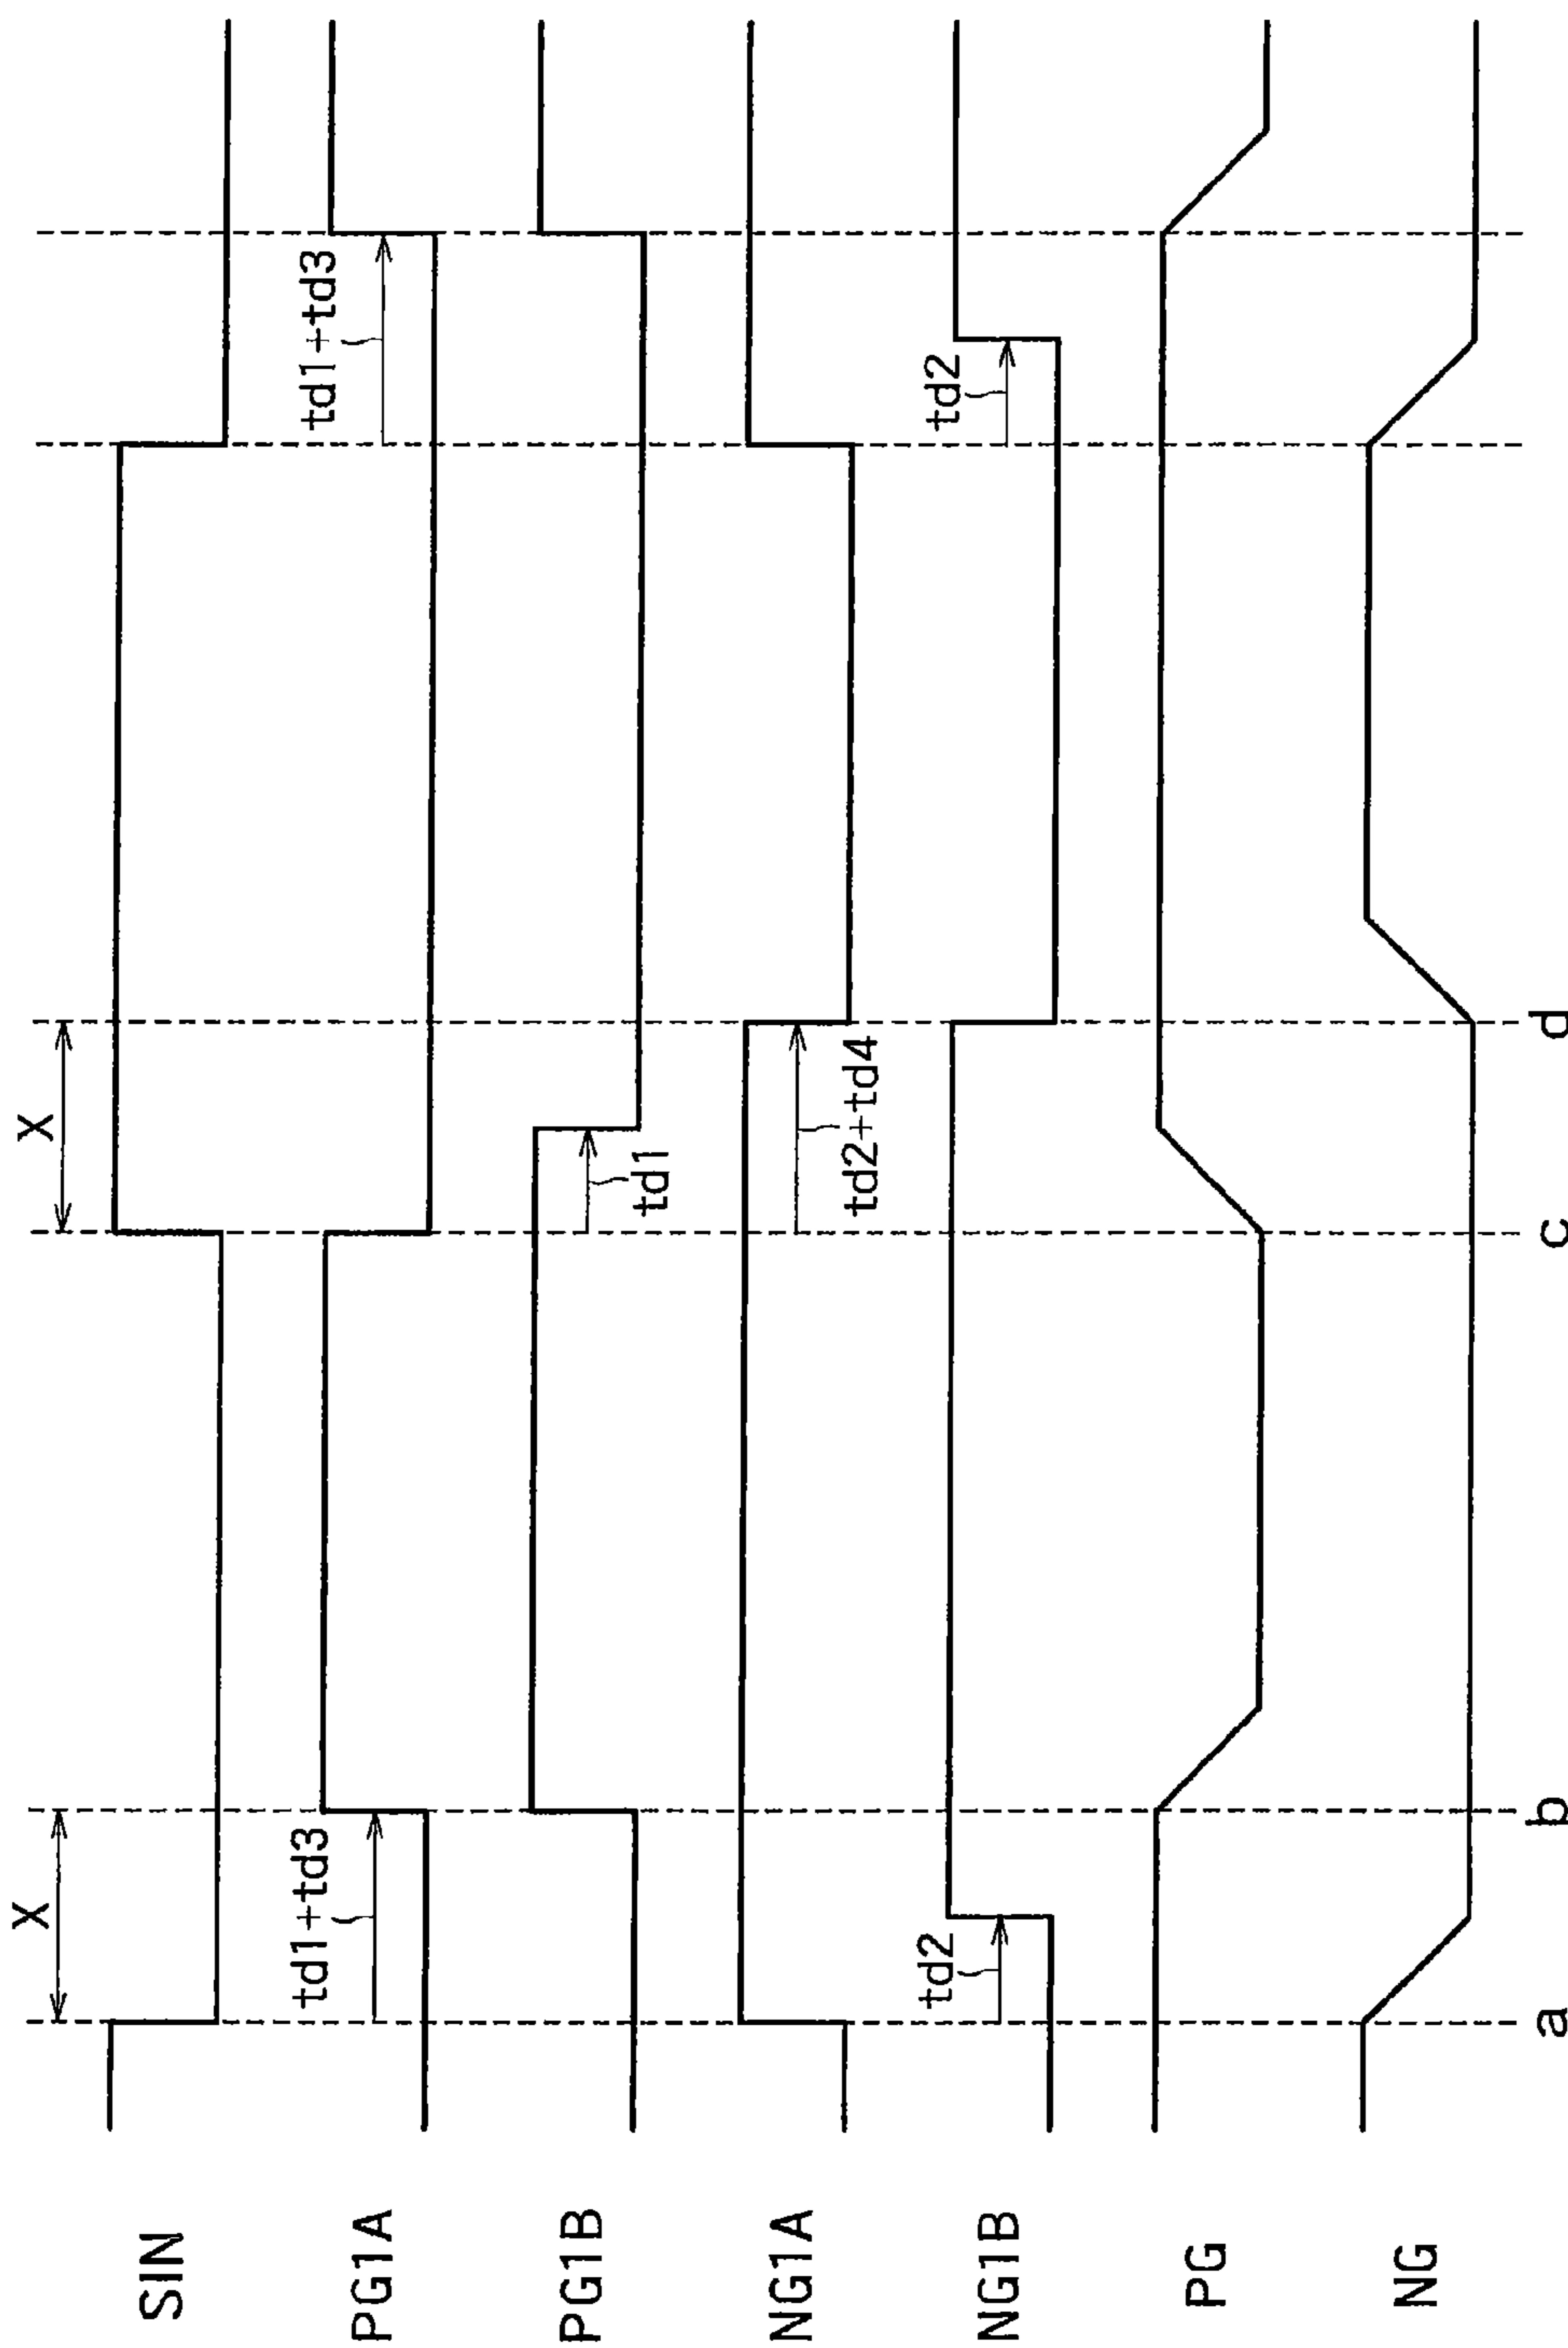 X
X
SIN
td1+td3
td1+td3
PG1A
td1
PG1B
td2+td4
NG1A
td2
td2
NG1B
PG
NG
a
b
c
d